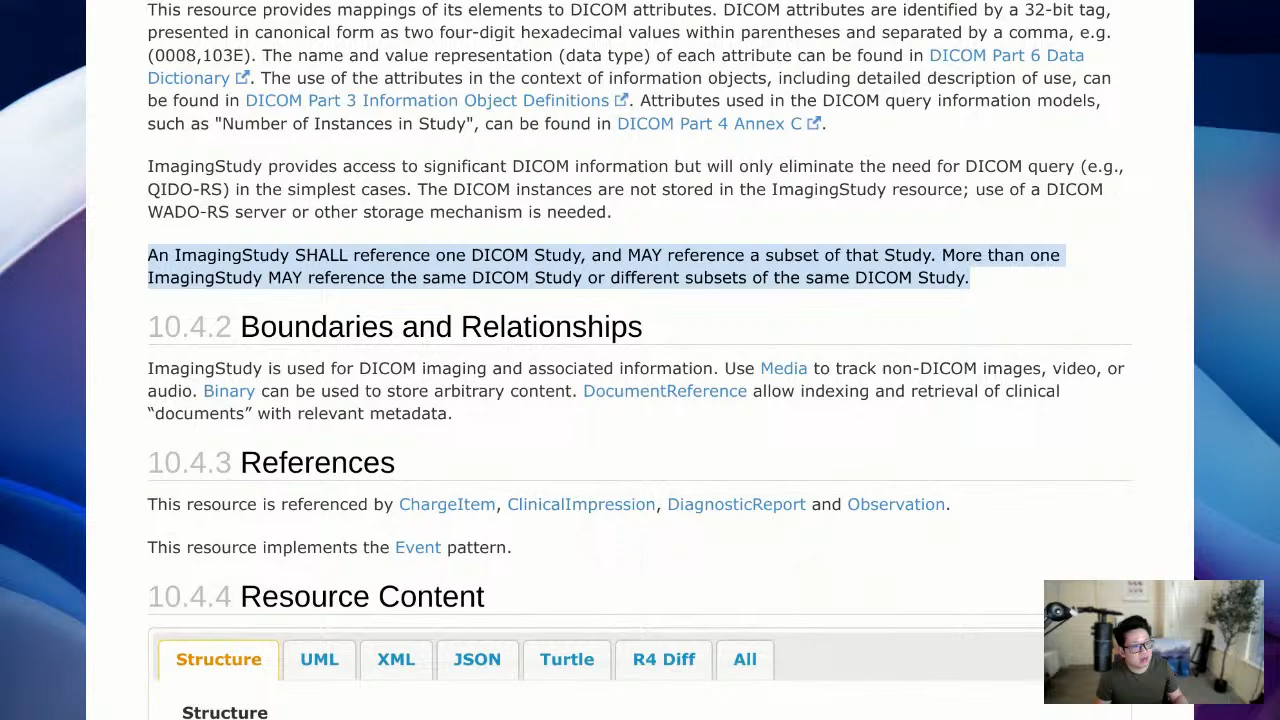 This resource provides mappings of its elements to DICOM attributes. DICOM attributes are identified by a 32-bit tag,
presented in canonical form as two four-digit hexadecimal values within parentheses and separated by a comma, e.g.
(0008,103E). The name and value representation (data type) of each attribute can be found in DICOM Part 6 Data
Dictionary. The use of the attributes in the context of information objects, including detailed description of use, can
be found in DICOM Part 3 Information Object Definitions. Attributes used in the DICOM query information models,
such as "Number of Instances in Study", can be found in DICOM Part 4 Annex C.
ImagingStudy provides access to significant DICOM information but will only eliminate the need for DICOM query (e.g.,
QIDO-RS) in the simplest cases. The DICOM instances are not stored in the ImagingStudy resource; use of a DICOM
WADO-RS server or other storage mechanism is needed.
An ImagingStudy SHALL reference one DICOM Study, and MAY reference a subset of that Study. More than one
ImagingStudy MAY reference the same DICOM Study or different subsets of the same DICOM Study.
10.4.2 Boundaries and Relationships
ImagingStudy is used for DICOM imaging and associated information. Use Media to track non-DICOM images, video, or
audio. Binary can be used to store arbitrary content. DocumentReference allow indexing and retrieval of clinical
“documents” with relevant metadata.
10.4.3 References
This resource is referenced by ChargeItem, ClinicalImpression, DiagnosticReport and Observation.
This resource implements the Event pattern.
10.4.4 Resource Content
Structure UML XML JSON Turtle R4 Diff All
Structure